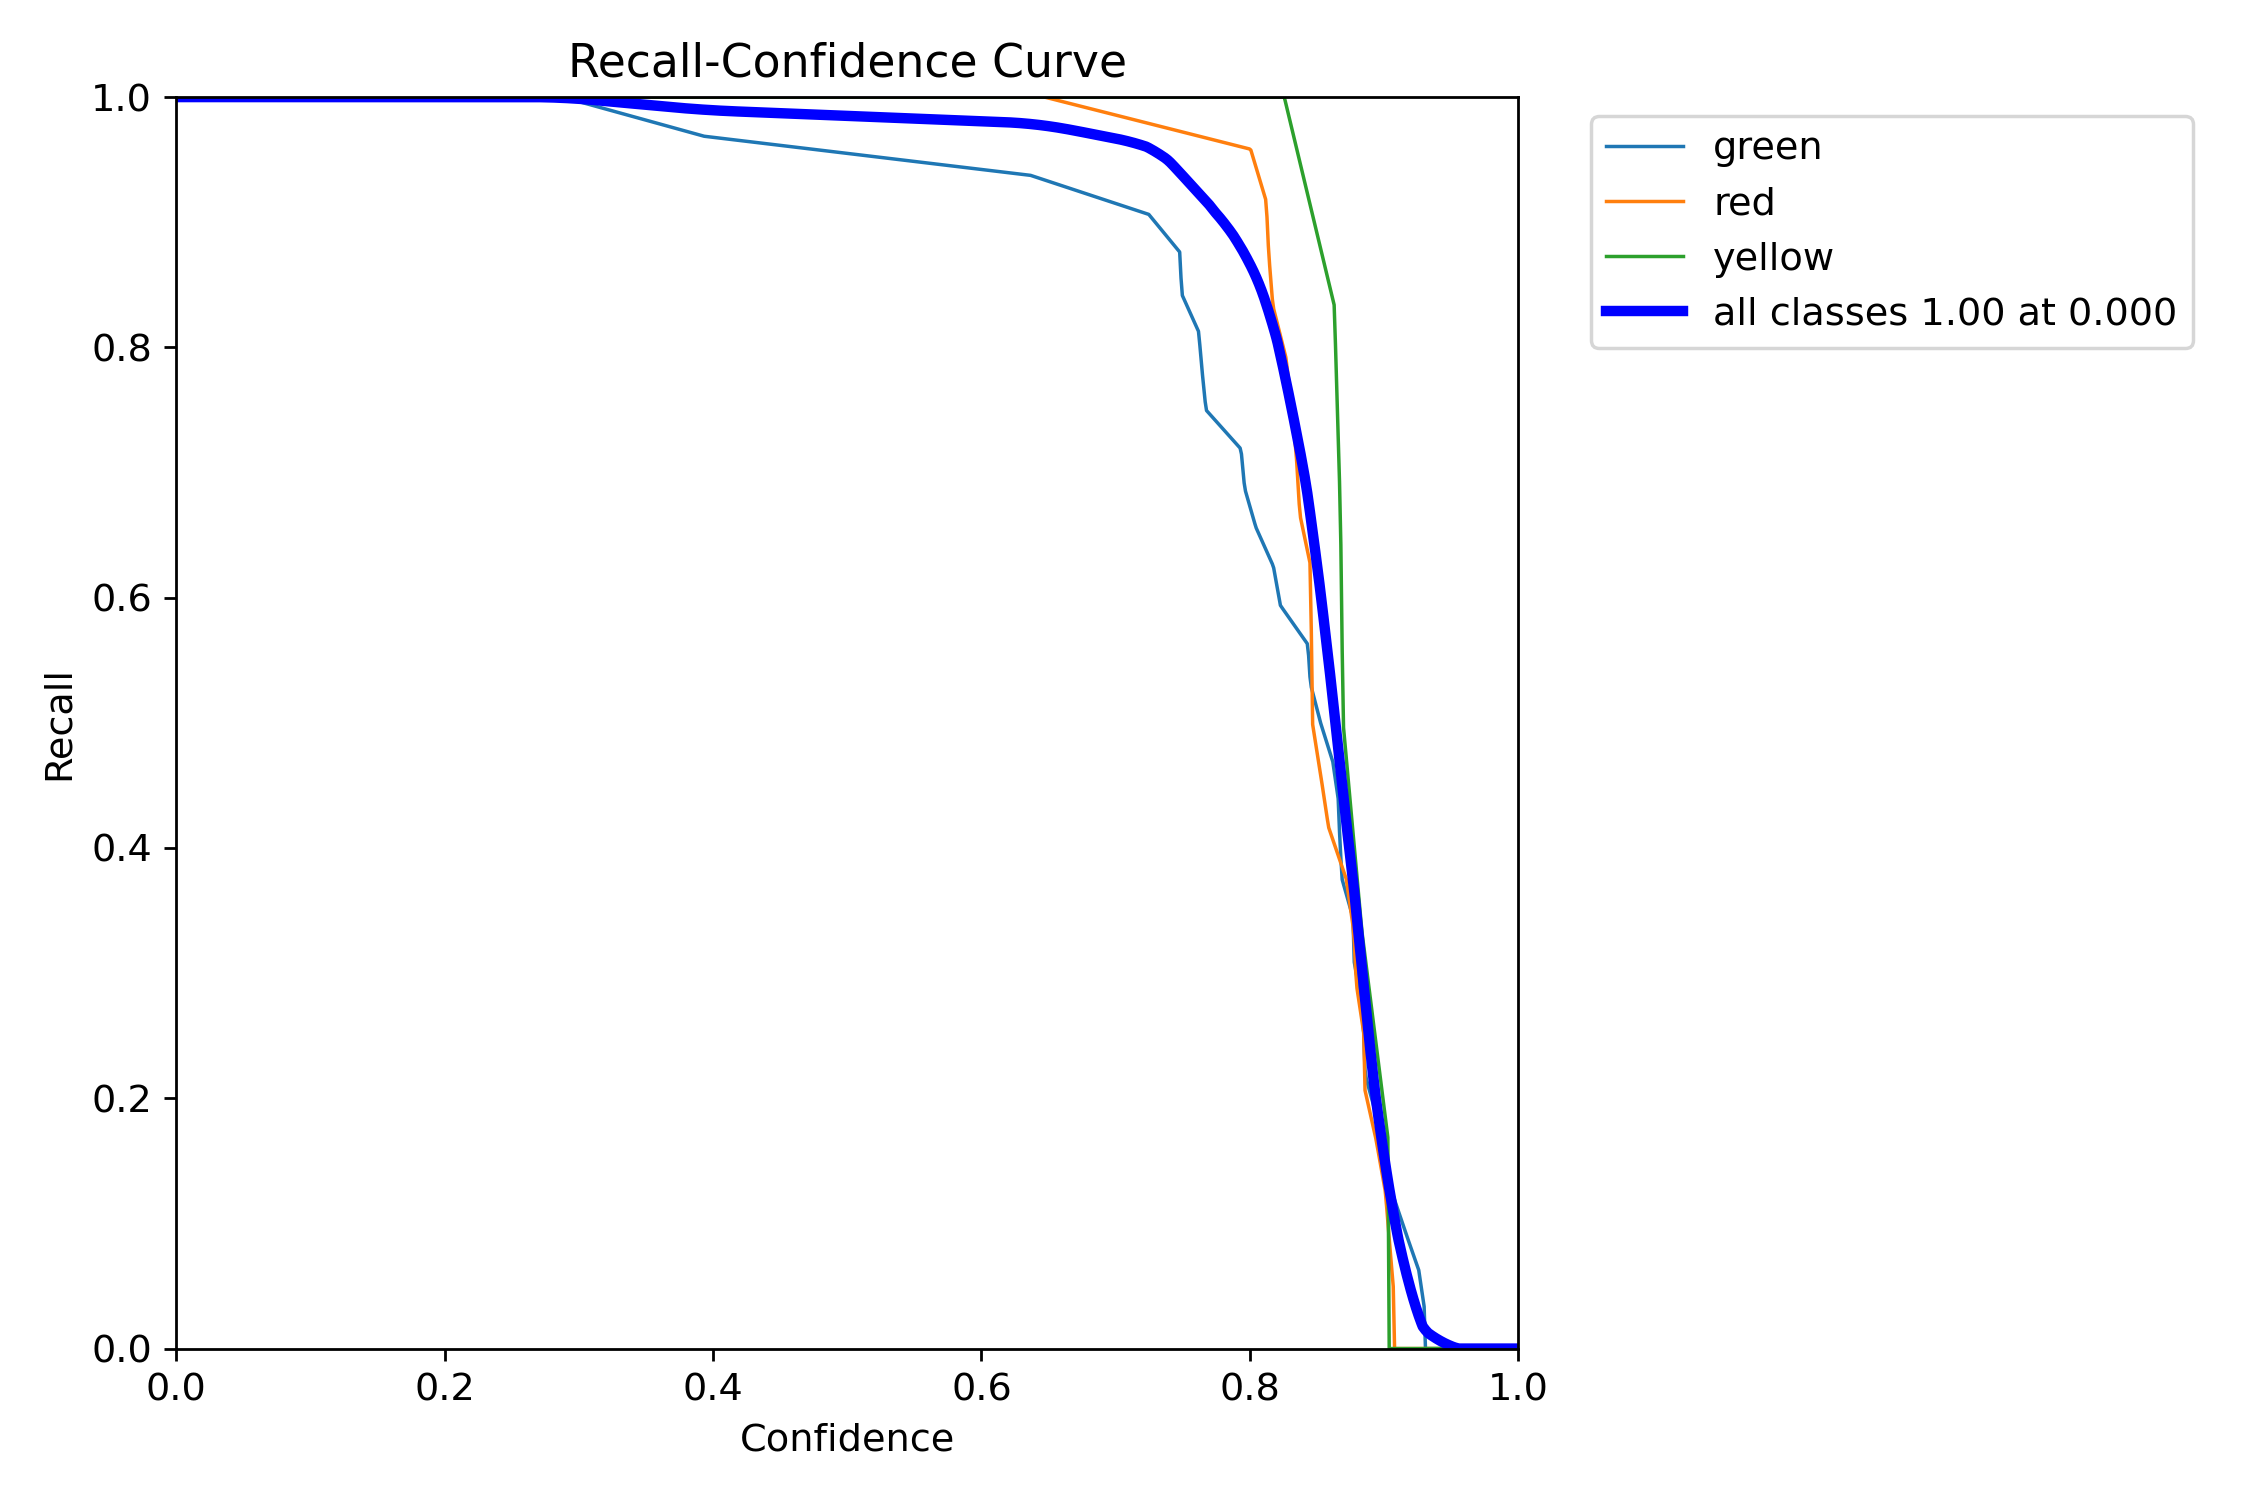 Recall-Confidence Curve
1.0
0.8
0.6
0.4
0.2
0.0
Recall
0.0 0.2 0.4 0.6 0.8 1.0
Confidence
green
red
yellow
all classes 1.00 at 0.000